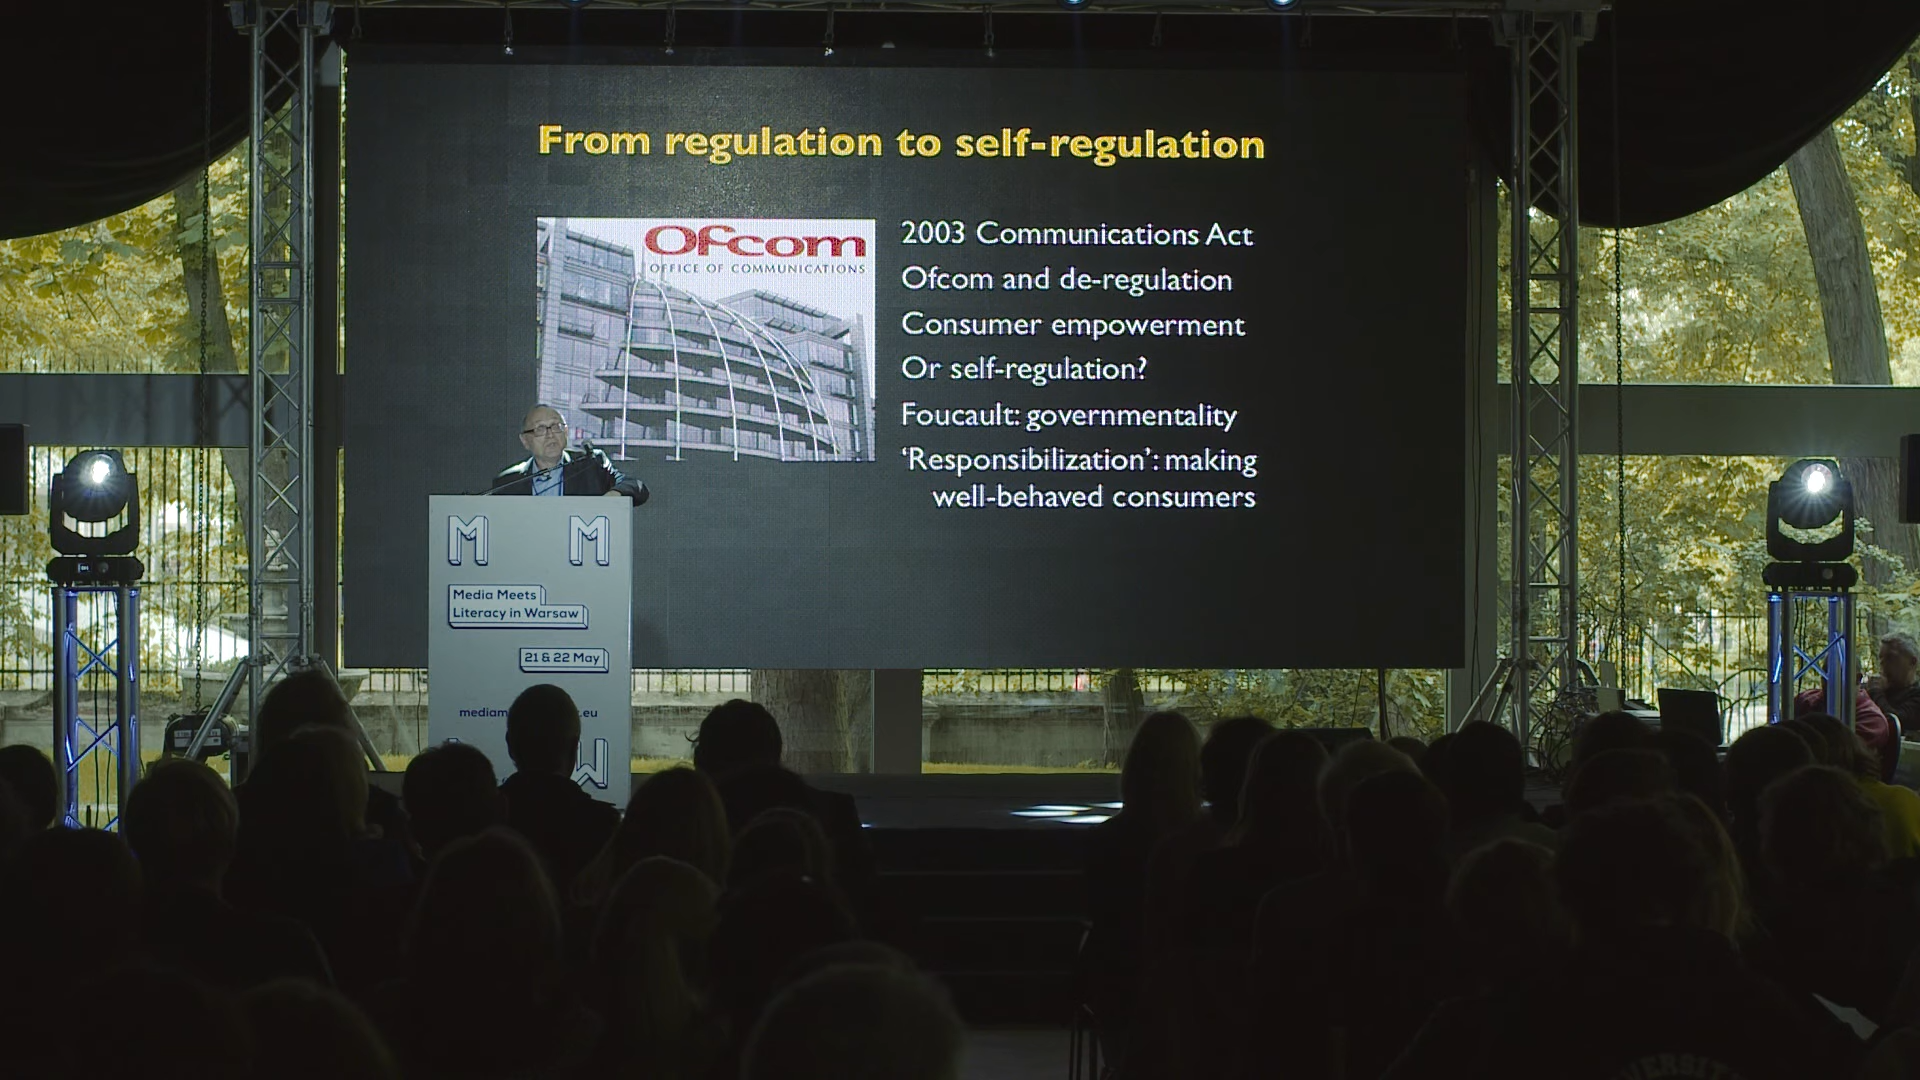 From regulation to self-regulation
Ofcom
OFFICE OF COMMUNICATIONS
2003 Communications Act
Ofcom and de-regulation
Consumer empowerment
Or self-regulation?
Foucault: governmentality
‘Responsibilization’: making
well-behaved consumers
M M
Media Meets
Literacy in Warsaw
21 & 22 May
W